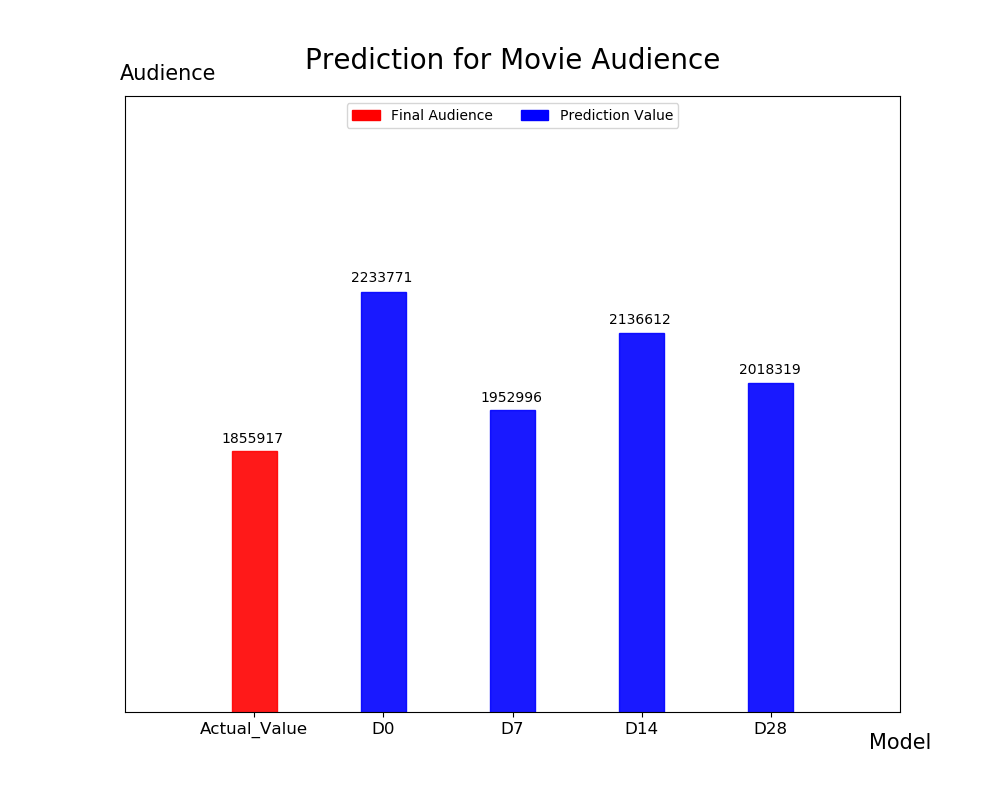 Prediction for Movie Audience
Audience
Final Audience Prediction Value
2233771
2136612
2018319
1952996
1855917
Actual_Value D0 D7 D14 D28
Model